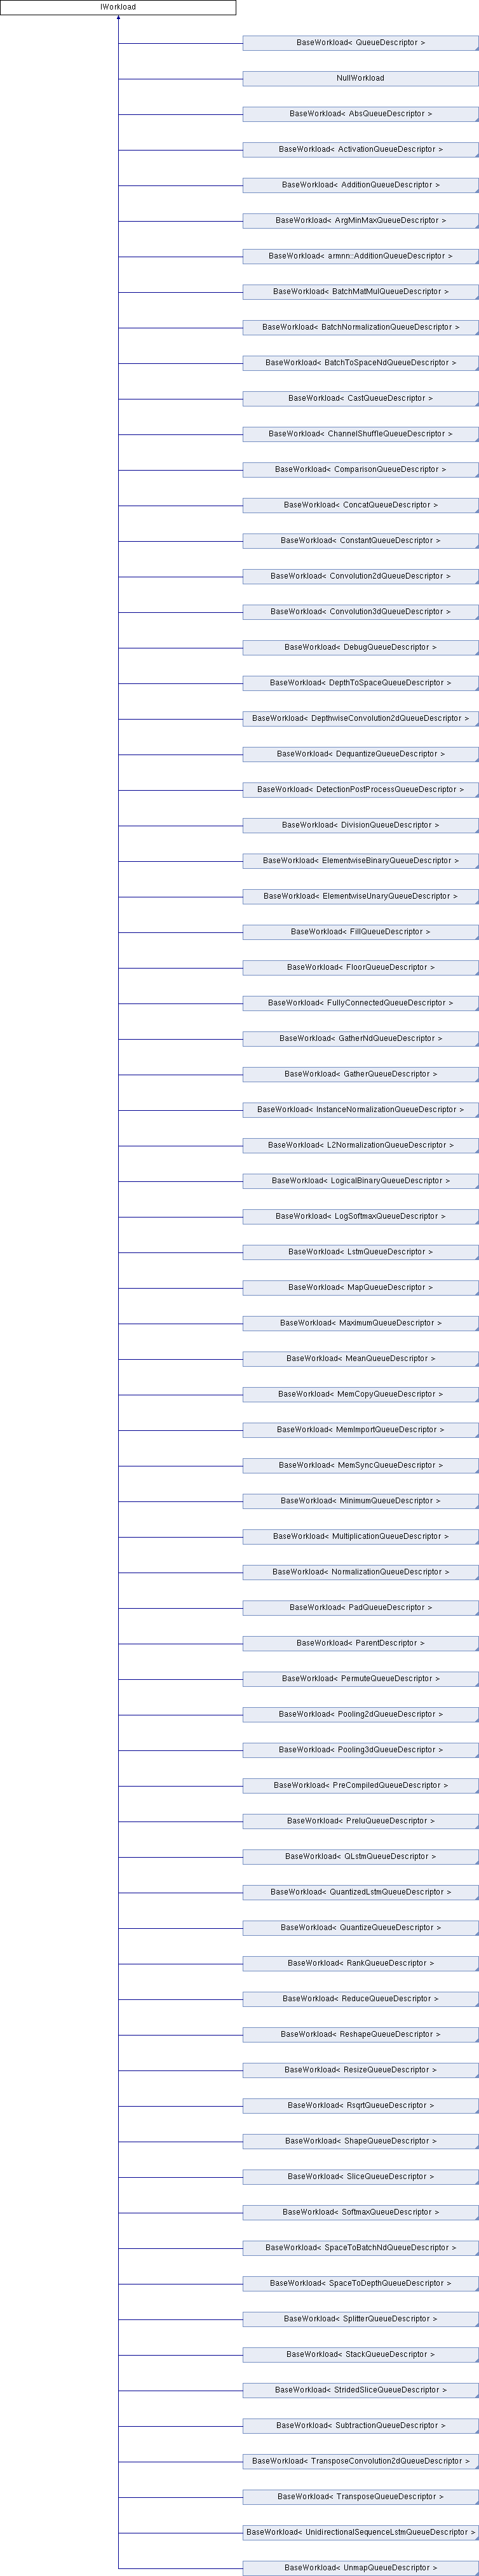 IWorkload
BaseWorkload< QueueDescriptor >
NullWorkload
BaseWorkload< AbsQueueDescriptor >
BaseWorkload< ActivationQueueDescriptor >
BaseWorkload< AdditionQueueDescriptor >
BaseWorkload< ArgMinMaxQueueDescriptor >
BaseWorkload< armnn::AdditionQueueDescriptor >
BaseWorkload< BatchMatMulQueueDescriptor >
BaseWorkload< BatchNormalizationQueueDescriptor >
BaseWorkload< BatchToSpaceNdQueueDescriptor >
BaseWorkload< CastQueueDescriptor >
BaseWorkload< ChannelShuffleQueueDescriptor >
BaseWorkload< ComparisonQueueDescriptor >
BaseWorkload< ConcatQueueDescriptor >
BaseWorkload< ConstantQueueDescriptor >
BaseWorkload< Convolution2dQueueDescriptor >
BaseWorkload< Convolution3dQueueDescriptor >
BaseWorkload< DebugQueueDescriptor >
BaseWorkload< DepthToSpaceQueueDescriptor >
BaseWorkload< DepthwiseConvolution2dQueueDescriptor >
BaseWorkload< DequantizeQueueDescriptor >
BaseWorkload< DetectionPostProcessQueueDescriptor >
BaseWorkload< DivisionQueueDescriptor >
BaseWorkload< ElementwiseBinaryQueueDescriptor >
BaseWorkload< ElementwiseUnaryQueueDescriptor >
BaseWorkload< FillQueueDescriptor >
BaseWorkload< FloorQueueDescriptor >
BaseWorkload< FullyConnectedQueueDescriptor >
BaseWorkload< GatherNdQueueDescriptor >
BaseWorkload< GatherQueueDescriptor >
BaseWorkload< InstanceNormalizationQueueDescriptor >
BaseWorkload< L2NormalizationQueueDescriptor >
BaseWorkload< LogicalBinaryQueueDescriptor >
BaseWorkload< LogSoftmaxQueueDescriptor >
BaseWorkload< LstmQueueDescriptor >
BaseWorkload< MapQueueDescriptor >
BaseWorkload< MaximumQueueDescriptor >
BaseWorkload< MeanQueueDescriptor >
BaseWorkload< MemCopyQueueDescriptor >
BaseWorkload< MemImportQueueDescriptor >
BaseWorkload< MemSyncQueueDescriptor >
BaseWorkload< MinimumQueueDescriptor >
BaseWorkload< MultiplicationQueueDescriptor >
BaseWorkload< NormalizationQueueDescriptor >
BaseWorkload< PadQueueDescriptor >
BaseWorkload< ParentDescriptor >
BaseWorkload< PermuteQueueDescriptor >
BaseWorkload< Pooling2dQueueDescriptor >
BaseWorkload< Pooling3dQueueDescriptor >
BaseWorkload< PreCompiledQueueDescriptor >
BaseWorkload< PreluQueueDescriptor >
BaseWorkload< QLstmQueueDescriptor >
BaseWorkload< QuantizedLstmQueueDescriptor >
BaseWorkload< QuantizeQueueDescriptor >
BaseWorkload< RankQueueDescriptor >
BaseWorkload< ReduceQueueDescriptor >
BaseWorkload< ReshapeQueueDescriptor >
BaseWorkload< ResizeQueueDescriptor >
BaseWorkload< RsqrtQueueDescriptor >
BaseWorkload< ShapeQueueDescriptor >
BaseWorkload< SliceQueueDescriptor >
BaseWorkload< SoftmaxQueueDescriptor >
BaseWorkload< SpaceToBatchNdQueueDescriptor >
BaseWorkload< SpaceToDepthQueueDescriptor >
BaseWorkload< SplitterQueueDescriptor >
BaseWorkload< StackQueueDescriptor >
BaseWorkload< StridedSliceQueueDescriptor >
BaseWorkload< SubtractionQueueDescriptor >
BaseWorkload< TransposeConvolution2dQueueDescriptor >
BaseWorkload< TransposeQueueDescriptor >
BaseWorkload< UnidirectionalSequenceLstmQueueDescriptor >
BaseWorkload< UnmapQueueDescriptor >